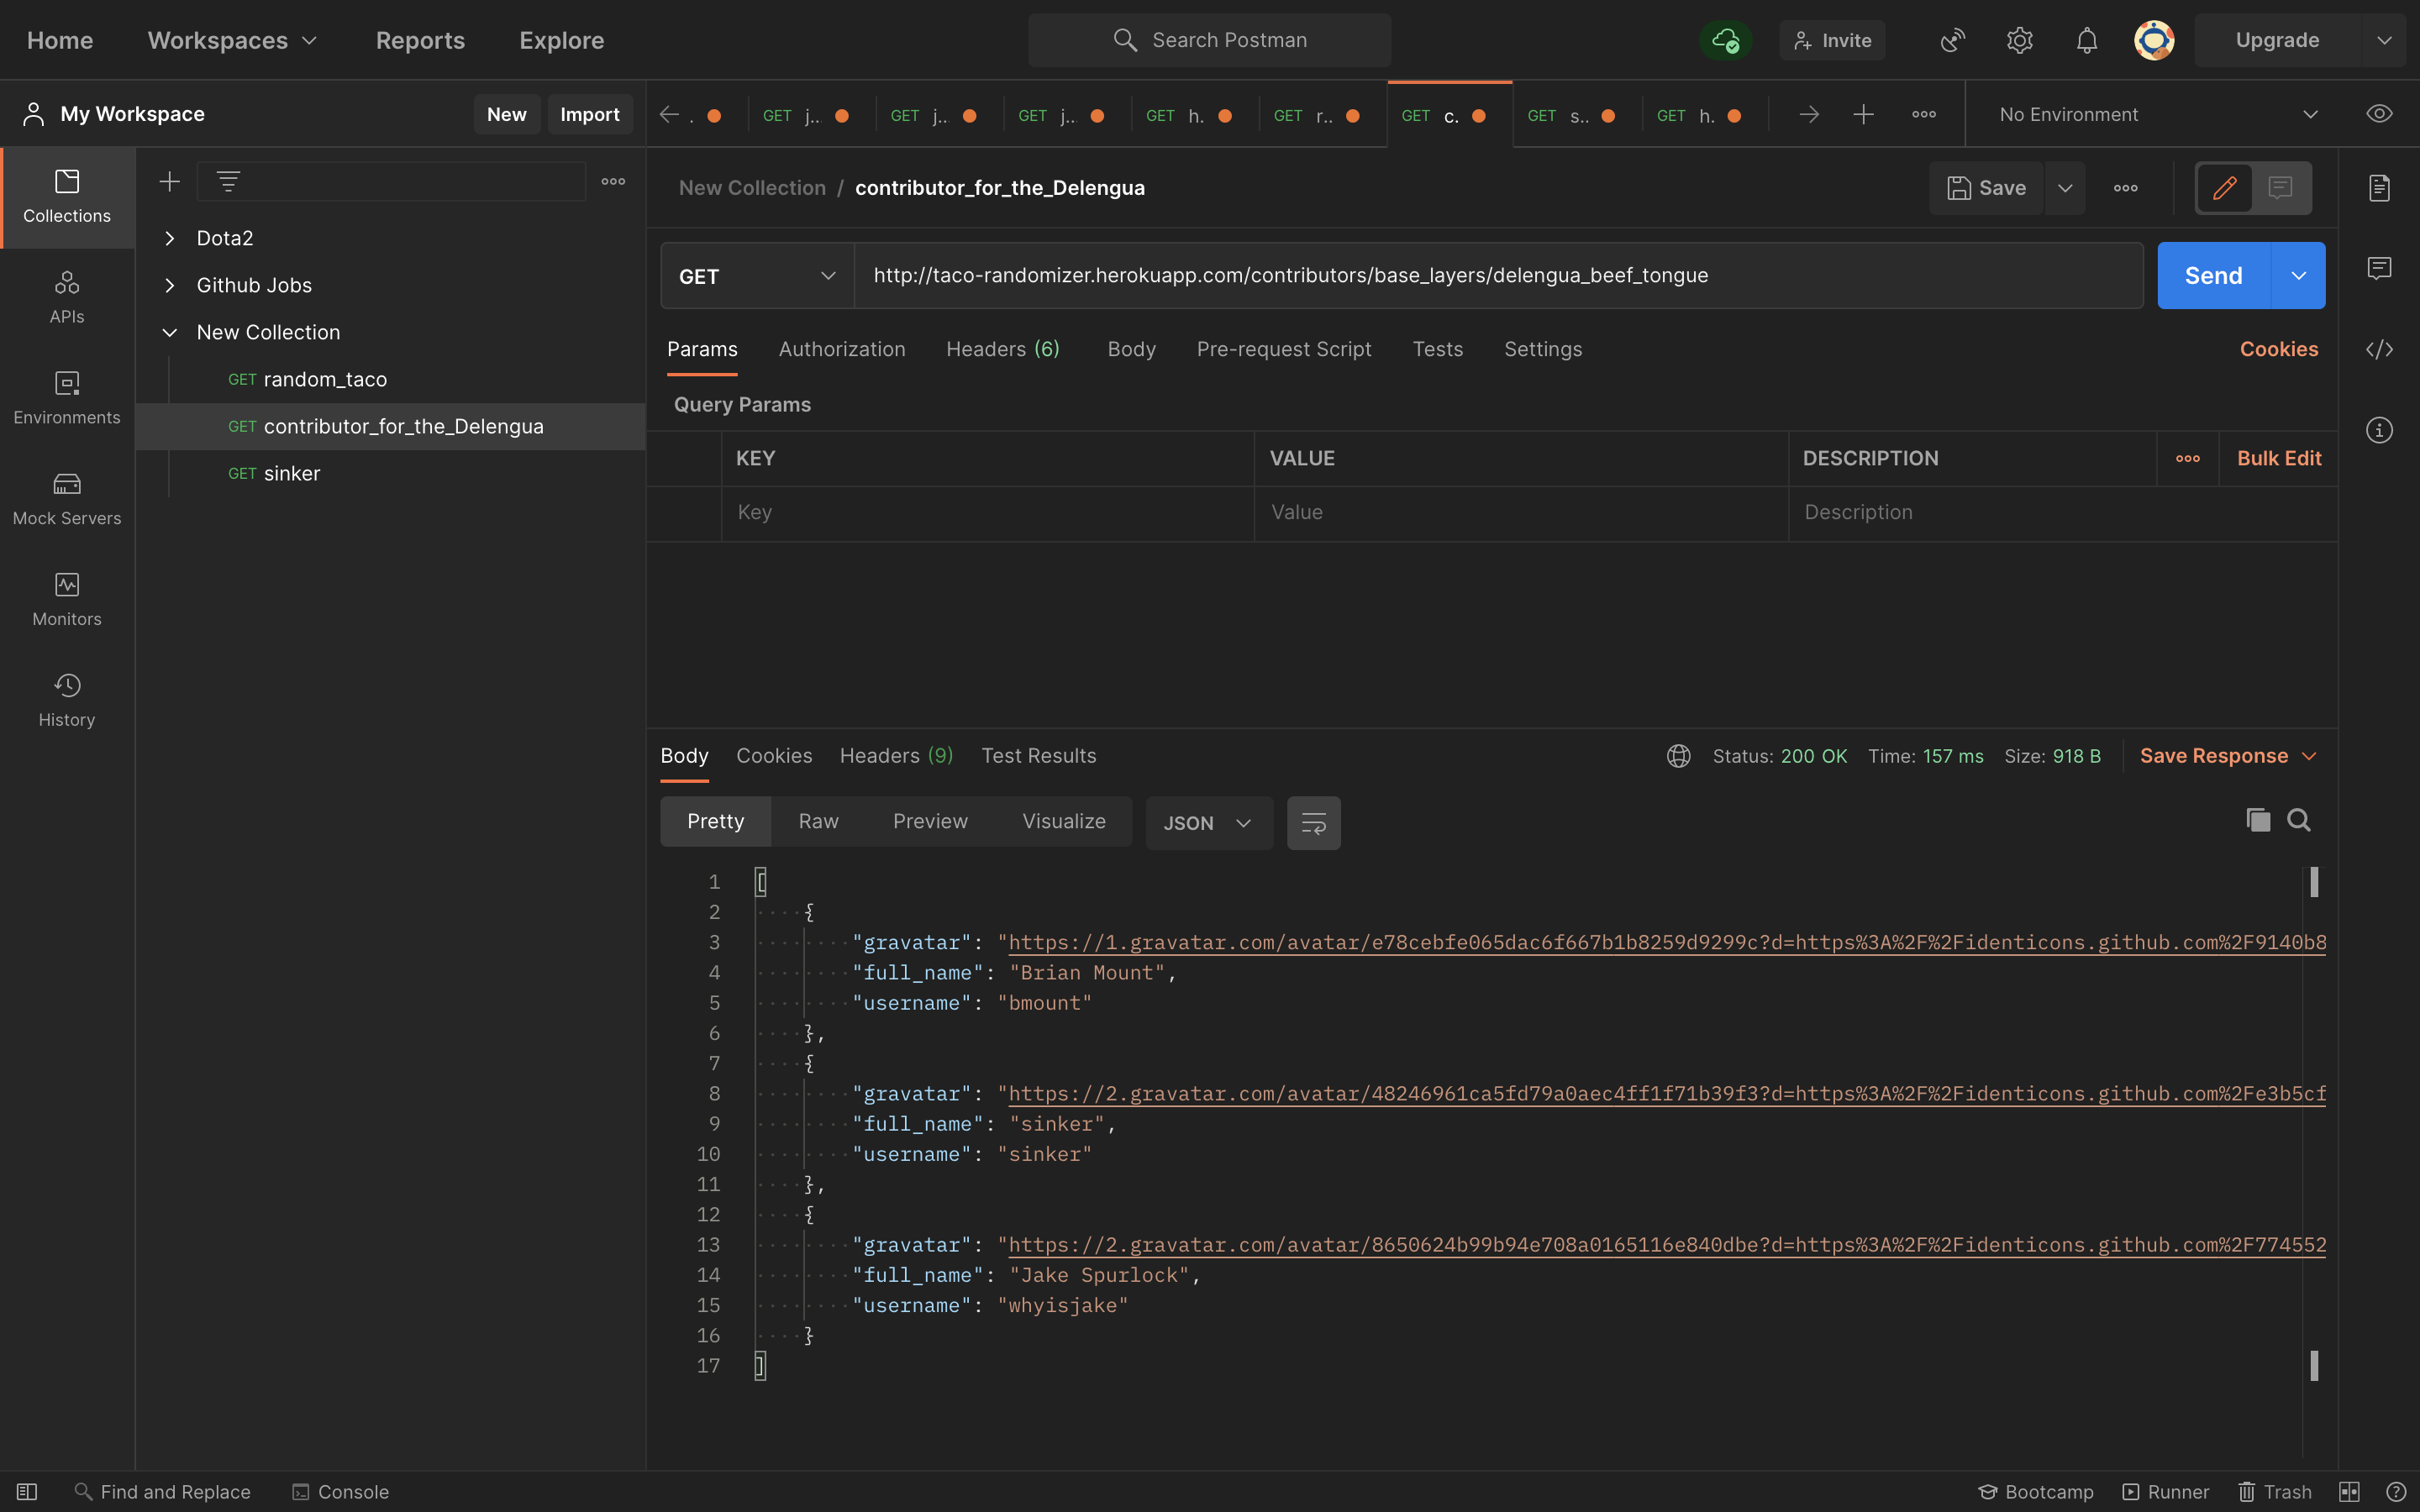 Home Workspaces Reports Explore Search Postman Invite Upgrade
My Workspace New Import . GET j... GET j... GET j... GET h. GET r.. GET c. GET s.. GET h. No Environment
Collections
APIs
Environments
Mock Servers
Monitors
History
Dota2
Github Jobs
New Collection
GET random_taco
GET contributor_for_the_Delengua
GET sinker
New Collection / contributor_for_the_Delengua Save
GET http://taco-randomizer.herokuapp.com/contributors/base_layers/delengua_beef_tongue Send
Params Authorization Headers (6) Body Pre-request Script Tests Settings Cookies
Query Params
KEY VALUE DESCRIPTION Bulk Edit
Key Value Description
Body Cookies Headers (9) Test Results Status: 200 OK Time: 157 ms Size: 918 B Save Response
Pretty Raw Preview Visualize JSON
1 [
2 {
3 "gravatar": "https://1.gravatar.com/avatar/e78cebfe065dac6f667b1b8259d9299c?d=https%3A%2F%2Fidenticons.github.com%2F9140b8
4 "full_name": "Brian Mount",
5 "username": "bmount"
6 },
7 {
8 "gravatar": "https://2.gravatar.com/avatar/48246961ca5fd79a0aec4ff1f71b39f3?d=https%3A%2F%2Fidenticons.github.com%2Fe3b5cf
9 "full_name": "sinker",
10 "username": "sinker"
11 },
12 {
13 "gravatar": "https://2.gravatar.com/avatar/8650624b99b94e708a0165116e840dbe?d=https%3A%2F%2Fidenticons.github.com%2F774552
14 "full_name": "Jake Spurlock",
15 "username": "whyisjake"
16 }
17 ]
Find and Replace Console Bootcamp Runner Trash